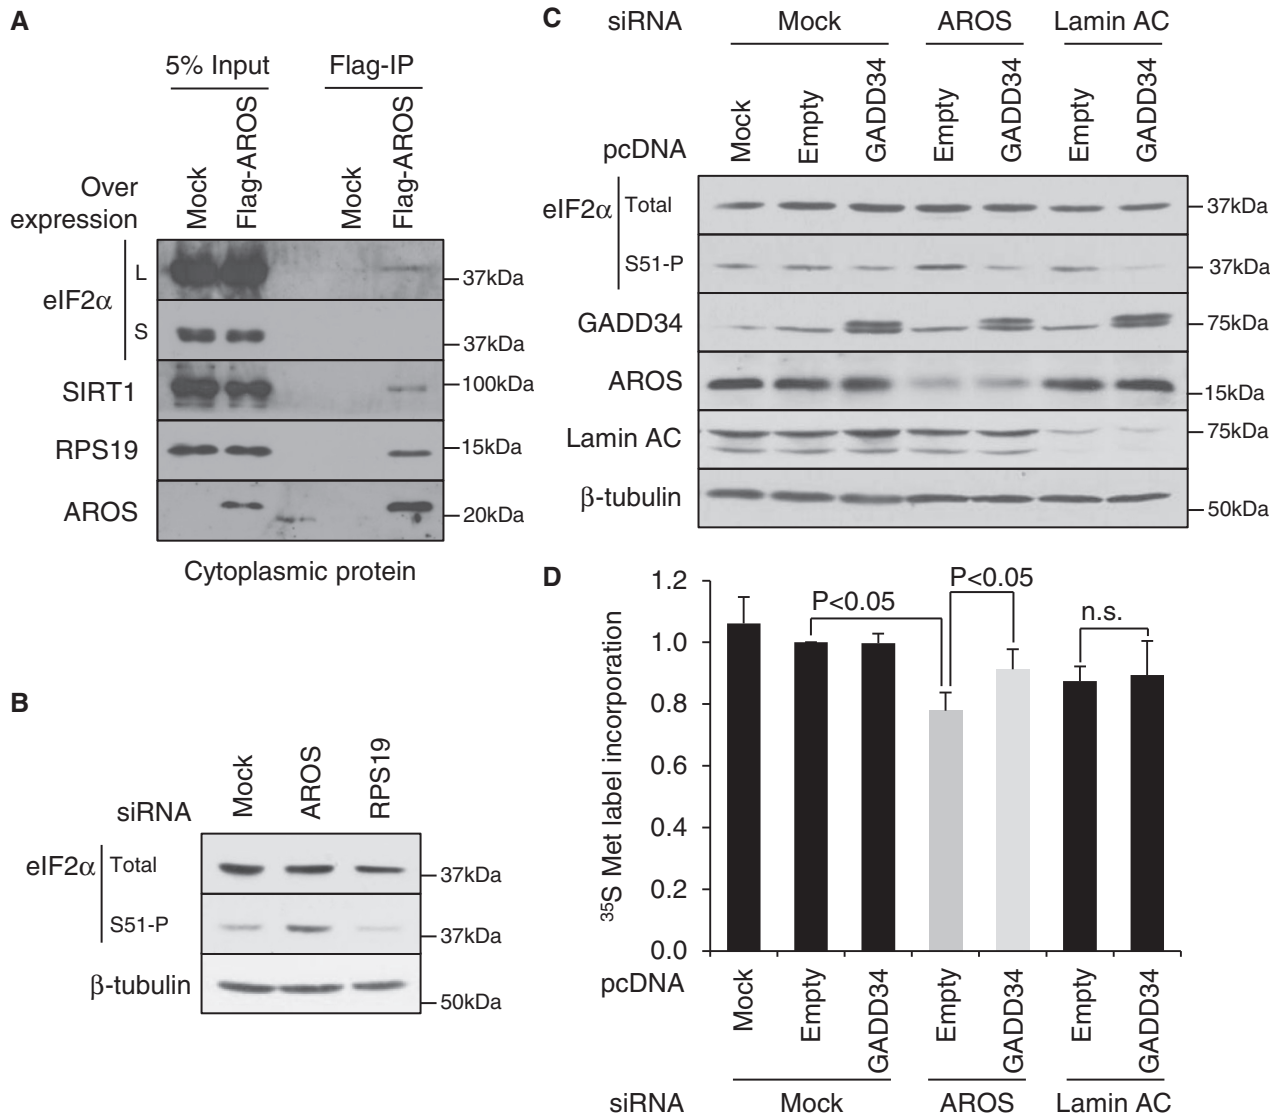 A
5% Input Flag-IP
Over expression
Mock Flag-AROS Mock Flag-AROS
eIF2α L 37kDa
S 37kDa
SIRT1 100kDa
RPS19 15kDa
AROS 20kDa
Cytoplasmic protein
B
siRNA Mock AROS RPS19
eIF2α Total 37kDa
S51-P 37kDa
β-tubulin 50kDa
C
siRNA Mock AROS Lamin AC
pcDNA Mock Empty GADD34 Empty GADD34 Empty GADD34
eIF2α Total 37kDa
S51-P 37kDa
GADD34 75kDa
AROS 15kDa
Lamin AC 75kDa
β-tubulin 50kDa
D
P<0.05
P<0.05
n.s.
35S Met label incorporation
1.2
1.0
0.8
0.6
0.4
0.2
0.0
pcDNA Mock Empty GADD34 Empty GADD34 Empty GADD34
siRNA Mock AROS Lamin AC